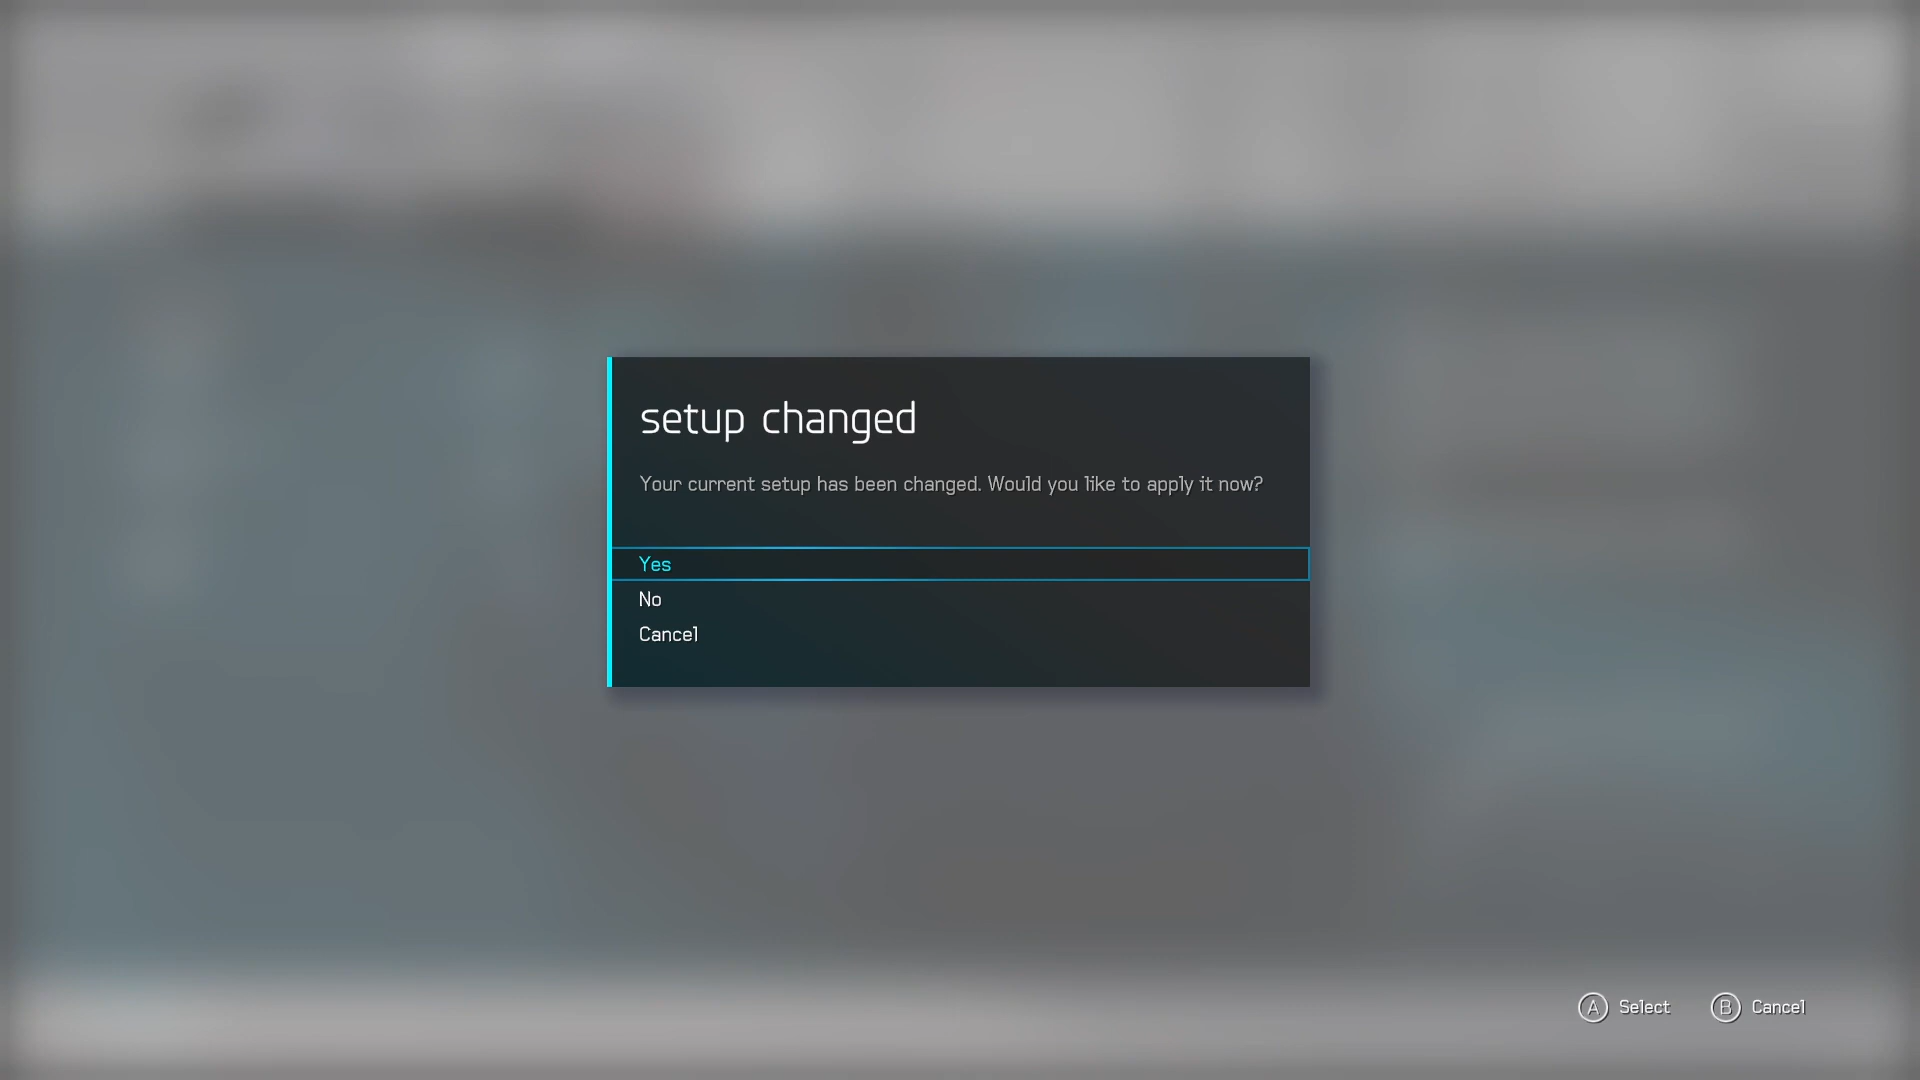 setup changed
Your current setup has been changed. Would you like to apply it now?
Yes
No
Cancel
A Select B Cancel